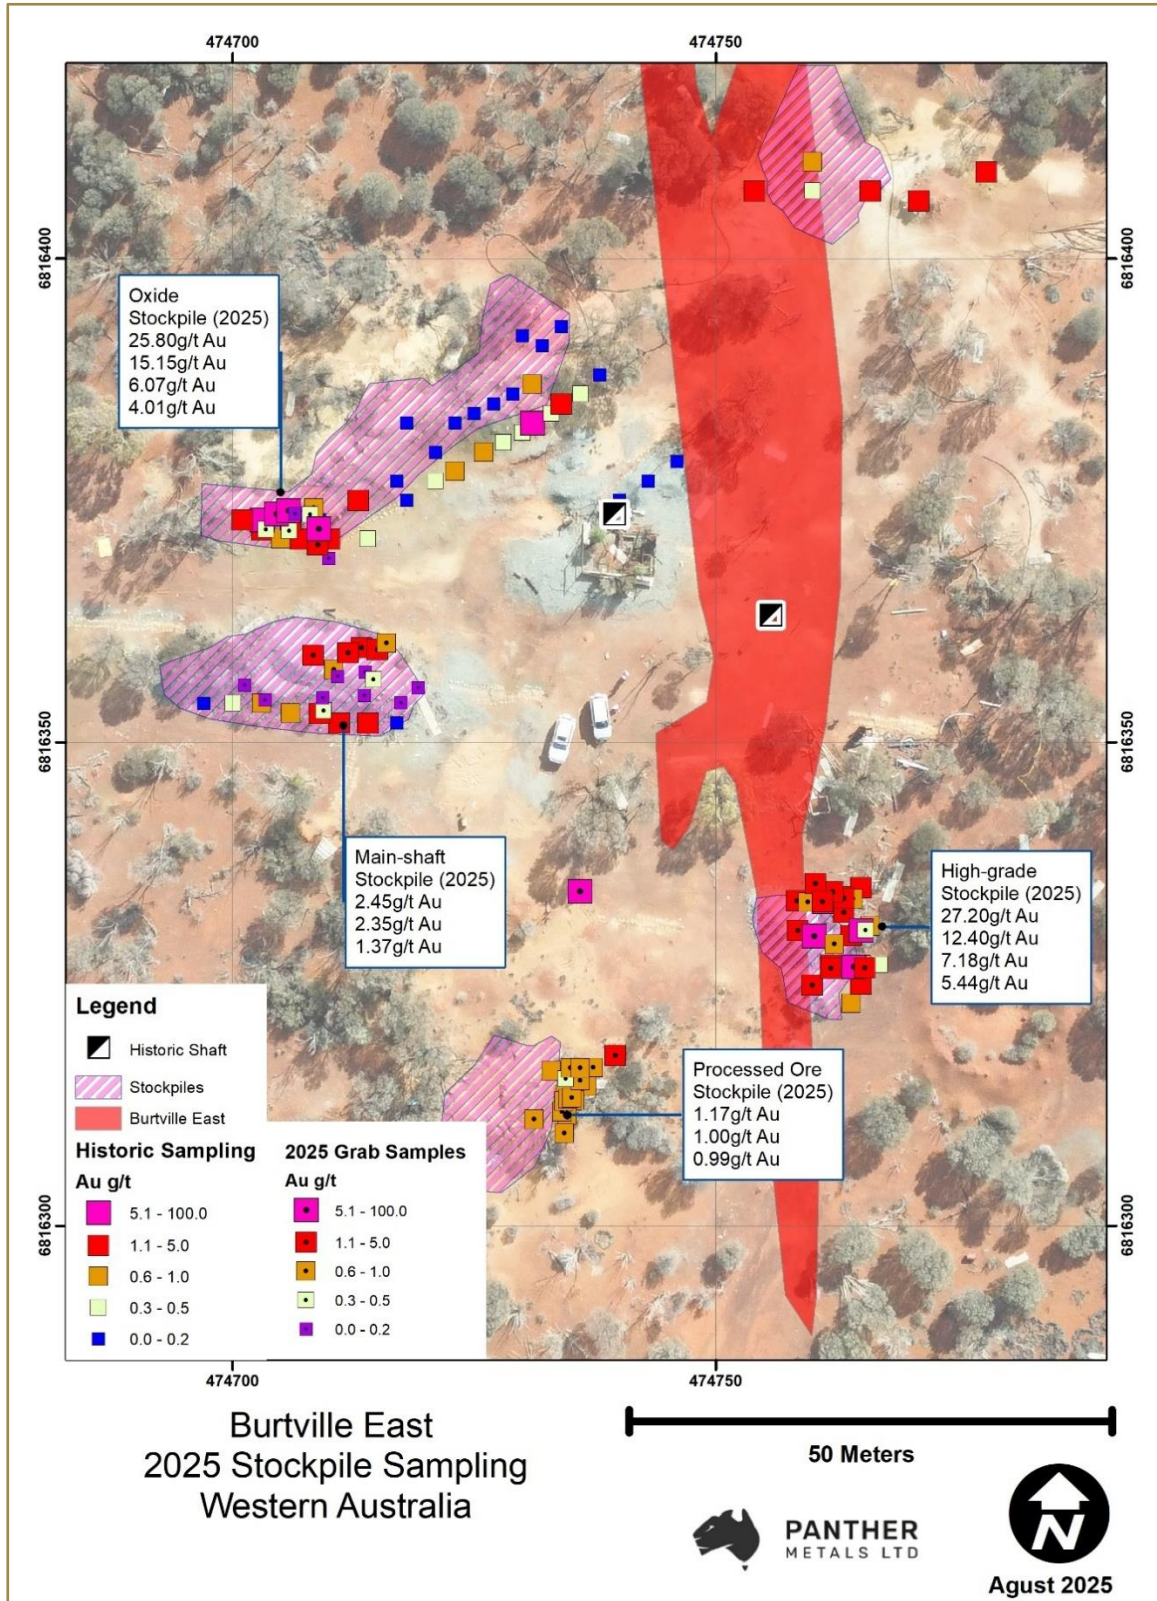 474700
474750
6816400
6816400
Oxide
Stockpile (2025)
25.80g/t Au
15.15g/t Au
6.07g/t Au
4.01g/t Au
6816350
6816350
Main-shaft
Stockpile (2025)
2.45g/t Au
2.35g/t Au
1.37g/t Au
High-grade
Stockpile (2025)
27.20g/t Au
12.40g/t Au
7.18g/t Au
5.44g/t Au
Processed Ore
Stockpile (2025)
1.17g/t Au
1.00g/t Au
0.99g/t Au
Legend
Historic Shaft
Stockpiles
Burtville East
Historic Sampling
Au g/t
5.1 - 100.0
1.1 - 5.0
0.6 - 1.0
0.3 - 0.5
0.0 - 0.2
2025 Grab Samples
Au g/t
5.1 - 100.0
1.1 - 5.0
0.6 - 1.0
0.3 - 0.5
0.0 - 0.2
6816300
6816300
474700
474750
Burtville East
2025 Stockpile Sampling
Western Australia
50 Meters
PANTHER
METALS LTD
N
Agust 2025